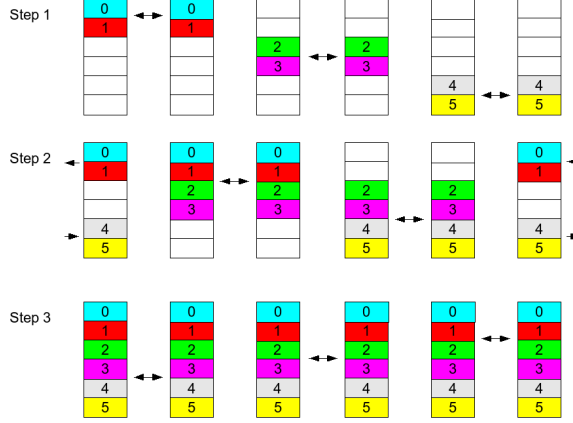 Step 1
0 0
1 1
2 2
3 3
4 4
5 5
Step 2
0 0 0 0
1 1 1 1
2 2 2 2
3 3 3 3
4 4 4
5 5 5
Step 3
0 0 0 0 0 0
1 1 1 1 1 1
2 2 2 2 2 2
3 3 3 3 3 3
4 4 4 4 4 4
5 5 5 5 5 5